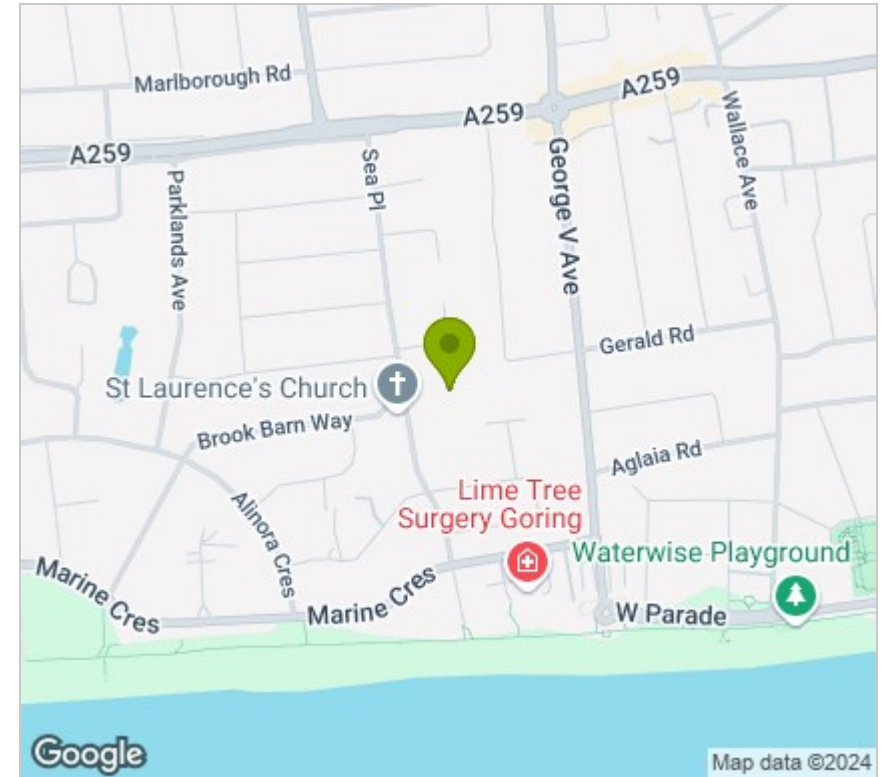 Marlborough Rd
A259
A259
A259
Sea Pl
Parklands Ave
George V Ave
Wallace Ave
Gerald Rd
St Laurence's Church
Brook Barn Way
Aglaia Rd
Alinora Cres
Lime Tree
Surgery Goring
Waterwise Playground
Marine Cres
Marine Cres
W Parade
Google
Map data ©2024